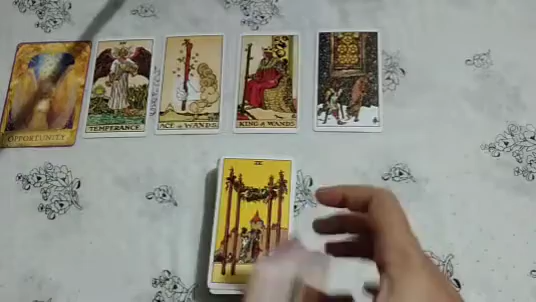 OPPORTUNITY
TEMPERANCE
ACE of WANDS.
KING of WANDS.